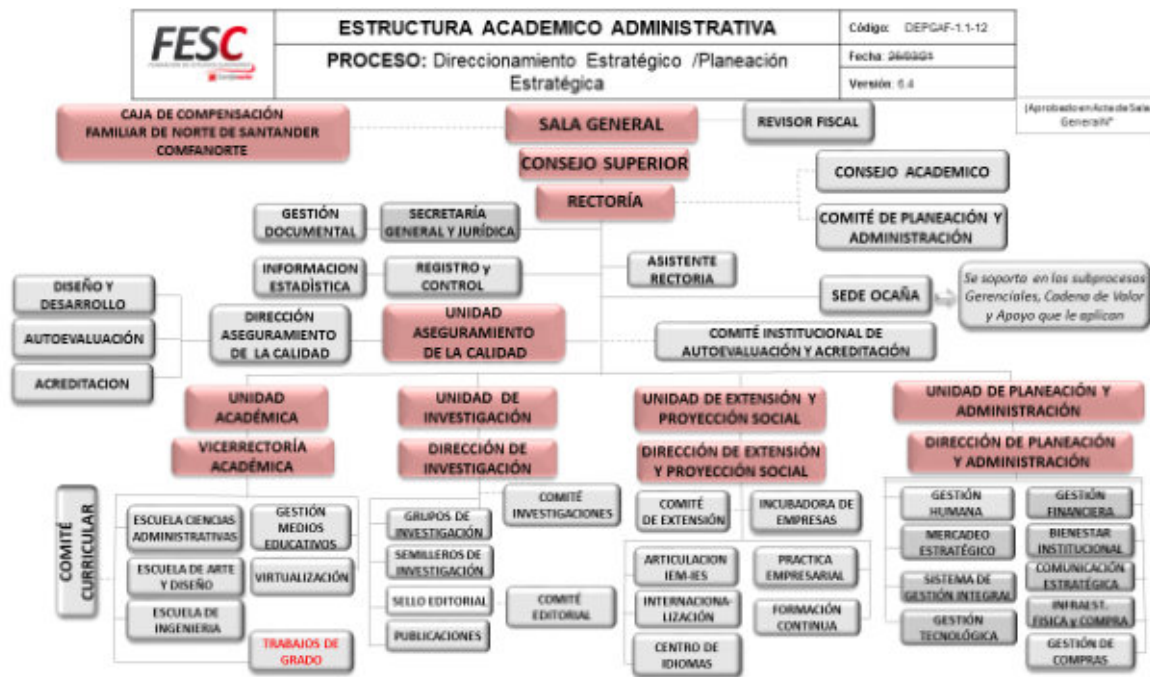 FESC
ESTRUCTURA ACADEMICO ADMINISTRATIVA
PROCESO: Direccionamiento Estratégico /Planeación
Estratégica
Código: DEPGAF-1.1-12
Fecha:
Versión: 6.4
(Aprobado en Acta de Sala
General N°
CAJA DE COMPENSACIÓN
FAMILIAR DE NORTE DE SANTANDER
COMFANORTE
SALA GENERAL
REVISOR FISCAL
CONSEJO SUPERIOR
CONSEJO ACADEMICO
RECTORÍA
COMITÉ DE PLANEACIÓN Y
ADMINISTRACIÓN
GESTIÓN
DOCUMENTAL
SECRETARÍA
GENERAL Y JURÍDICA
INFORMACION
ESTADÌSTICA
REGISTRO y
CONTROL
ASISTENTE
RECTORIA
SEDE OCAÑA
Se soporta en los subprocesos
Gerenciales, Cadena de Valor
y Apoyo que le aplican
DISEÑO Y
DESARROLLO
AUTOEVALUACIÓN
ACREDITACION
DIRECCIÓN
ASEGURAMIENTO
DE LA CALIDAD
UNIDAD
ASEGURAMIENTO
DE LA CALIDAD
COMITÉ INSTITUCIONAL DE
AUTOEVALUACIÓN Y ACREDITACIÓN
UNIDAD
ACADÉMICA
UNIDAD DE
INVESTIGACIÓN
UNIDAD DE EXTENSIÓN Y
PROYECCIÓN SOCIAL
UNIDAD DE PLANEACIÓN Y
ADMINISTRACIÓN
VICERRECTORÍA
ACADÉMICA
DIRECCIÓN DE
INVESTIGACIÓN
DIRECCIÓN DE EXTENSIÓN
Y PROYECCIÓN SOCIAL
DIRECCIÓN DE PLANEACIÓN
Y ADMINISTRACIÓN
COMITÉ
CURRICULAR
ESCUELA CIENCIAS
ADMINISTRATIVAS
GESTIÓN
MEDIOS
EDUCATIVOS
ESCUELA DE ARTE
Y DISEÑO
VIRTUALIZACIÓN
ESCUELA DE
INGENIERIA
TRABAJOS DE
GRADO
COMITÉ
INVESTIGACIONES
GRUPOS DE
INVESTIGACIÓN
SEMILLEROS DE
INVESTIGACIÓN
SELLO EDITORIAL
COMITÉ
EDITORIAL
PUBLICACIONES
COMITÉ
DE EXTENSIÓN
INCUBADORA DE
EMPRESAS
ARTICULACION
IEM-IES
PRACTICA
EMPRESARIAL
INTERNACIONA-
LIZACIÓN
FORMACIÓN
CONTINUA
CENTRO DE
IDIOMAS
GESTIÓN
HUMANA
GESTIÓN
FINANCIERA
MERCADEO
ESTRATÉGICO
BIENESTAR
INSTITUCIONAL
SISTEMA DE
GESTIÓN INTEGRAL
COMUNICACIÓN
ESTRATÉGICA
GESTIÓN
TECNOLÓGICA
INFRAEST.
FISICA y COMPRA
GESTIÓN DE
COMPRAS